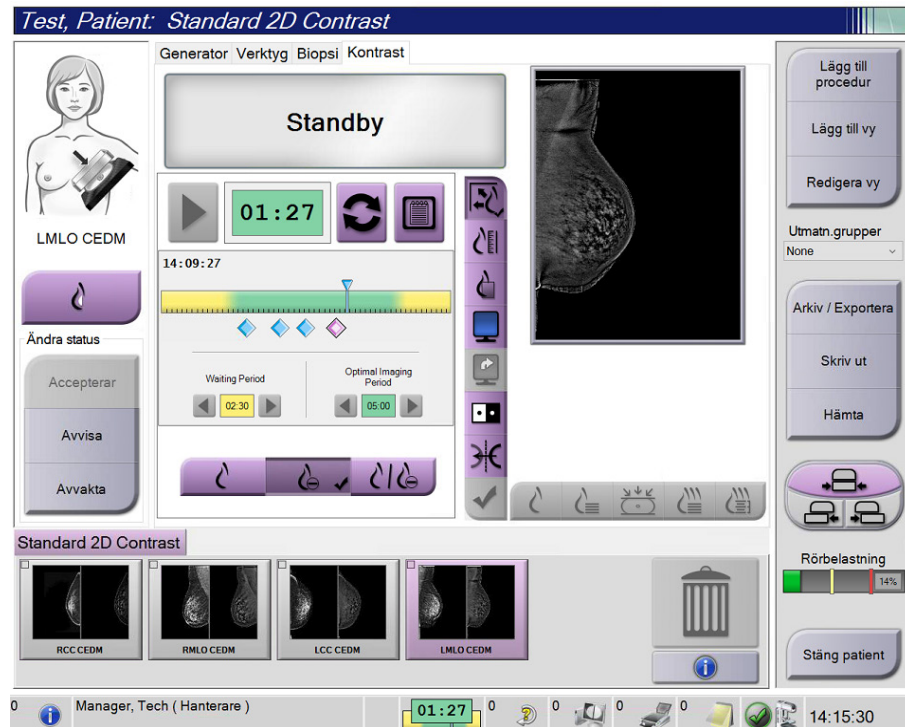 Test, Patient:  Standard 2D Contrast
Generator Verktyg Biopsi Kontrast
Standby
LMLO CEDM
01:27
14:09:27
Waiting Period
02:30
Optimal Imaging
Period
05:00
Ändra status
Accepterar
Avvisa
Avvakta
Lägg till
procedur
Lägg till vy
Redigera vy
Utmatn.grupper
None
Arkiv / Exportera
Skriv ut
Hämta
Rörbelastning
14%
Stäng patient
Standard 2D Contrast
RCC CEDM
RMLO CEDM
LCC CEDM
LMLO CEDM
0
Manager, Tech ( Hanterare )
01:27
0
0
0
0
14:15:30